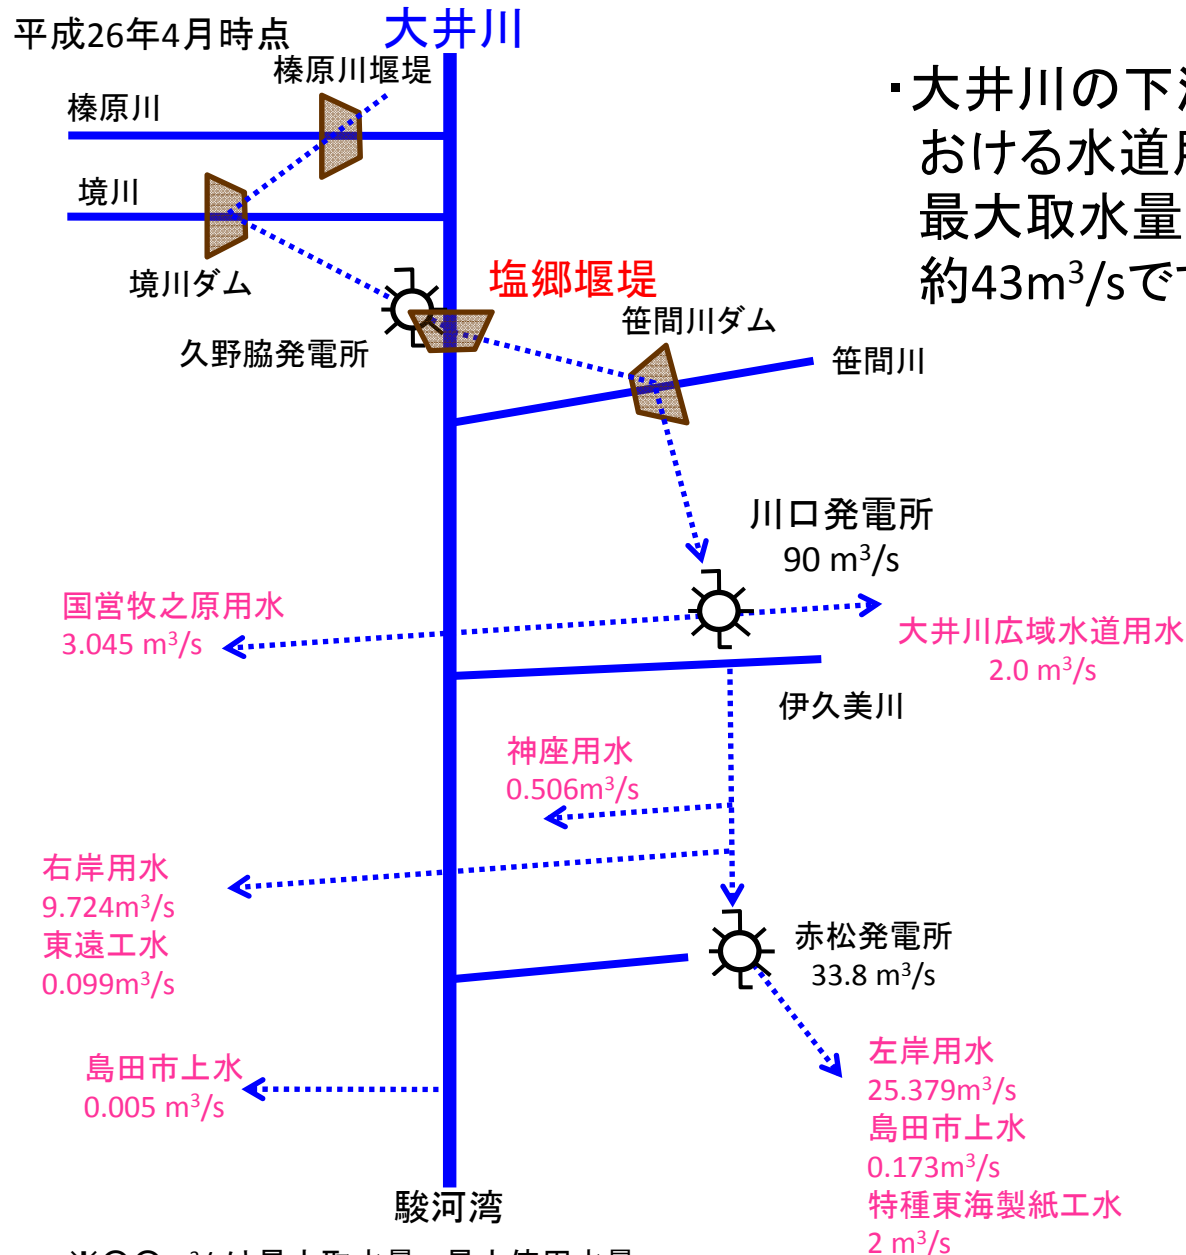 平成26年4月時点
大井川
榛原川堰堤
榛原川
境川
境川ダム
塩郷堰堤
久野脇発電所
笹間川ダム
笹間川
・大井川の下
おける水道
最大取水量
約43m³/sで
川口発電所
90 m³/s
国営牧之原用水
3.045 m³/s
大井川広域水道用水
2.0 m³/s
伊久美川
神座用水
0.506m³/s
右岸用水
9.724m³/s
東遠工水
0.099m³/s
赤松発電所
33.8 m³/s
島田市上水
0.005 m³/s
左岸用水
25.379m³/s
島田市上水
0.173m³/s
特種東海製紙工水
2 m³/s
駿河湾